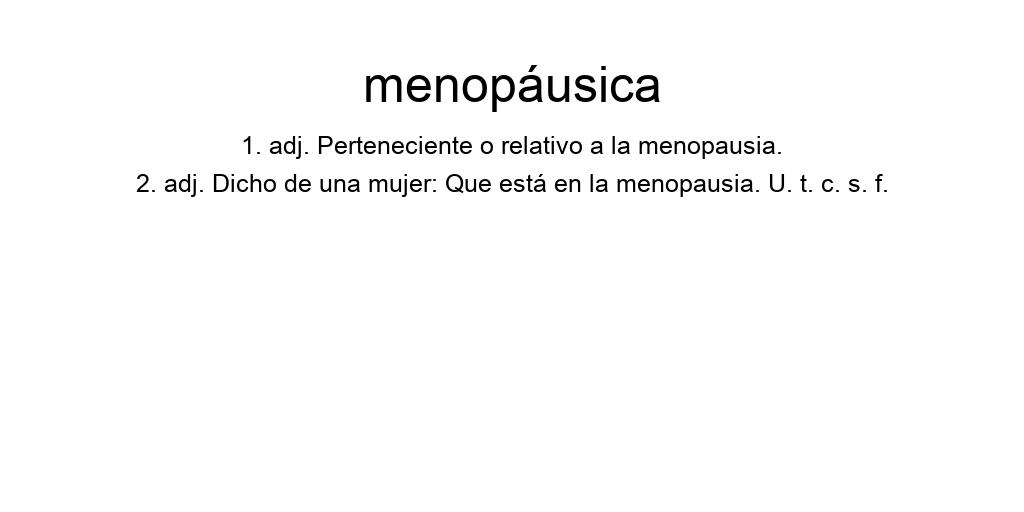 menopáusica
1. adj. Perteneciente o relativo a la menopausia.
2. adj. Dicho de una mujer: Que está en la menopausia. U. t. c. s. f.